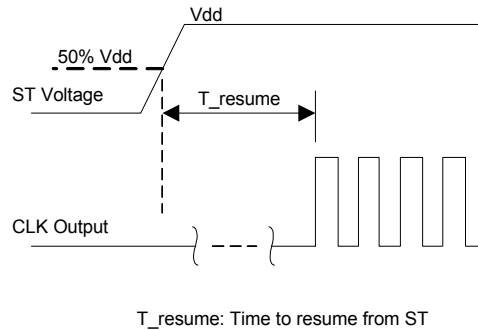 Vdd
50% Vdd
ST Voltage
T_resume
CLK Output
T_resume: Time to resume from ST